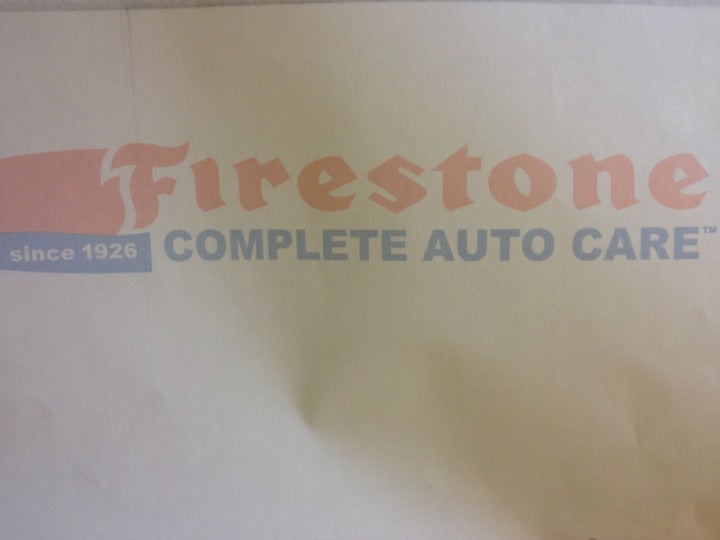 Firestone
since 1926 COMPLETE AUTO CARE™